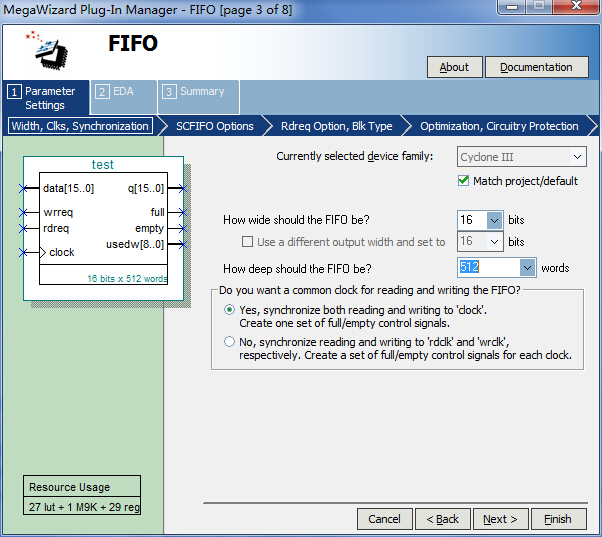 MegaWizard Plug-In Manager - FIFO [page 3 of 8]
FIFO
About
Documentation
1 Parameter Settings
2 EDA
3 Summary
Width, Clks, Synchronization
SCFIFO Options
Rdreq Option, Blk Type
Optimization, Circuitry Protection
test
data[15..0]
q[15..0]
wrreq
full
rdreq
empty
usedw[8..0]
clock
16 bits x 512 words
Currently selected device family:
Cyclone III
Match project/default
How wide should the FIFO be?
16
bits
Use a different output width and set to
16
bits
How deep should the FIFO be?
512
words
Do you want a common clock for reading and writing the FIFO?
Yes, synchronize both reading and writing to 'clock'.
Create one set of full/empty control signals.
No, synchronize reading and writing to 'rdclk' and 'wrclk',
respectively. Create a set of full/empty control signals for each clock.
Resource Usage
27 lut + 1 M9K + 29 reg
Cancel
< Back
Next >
Finish